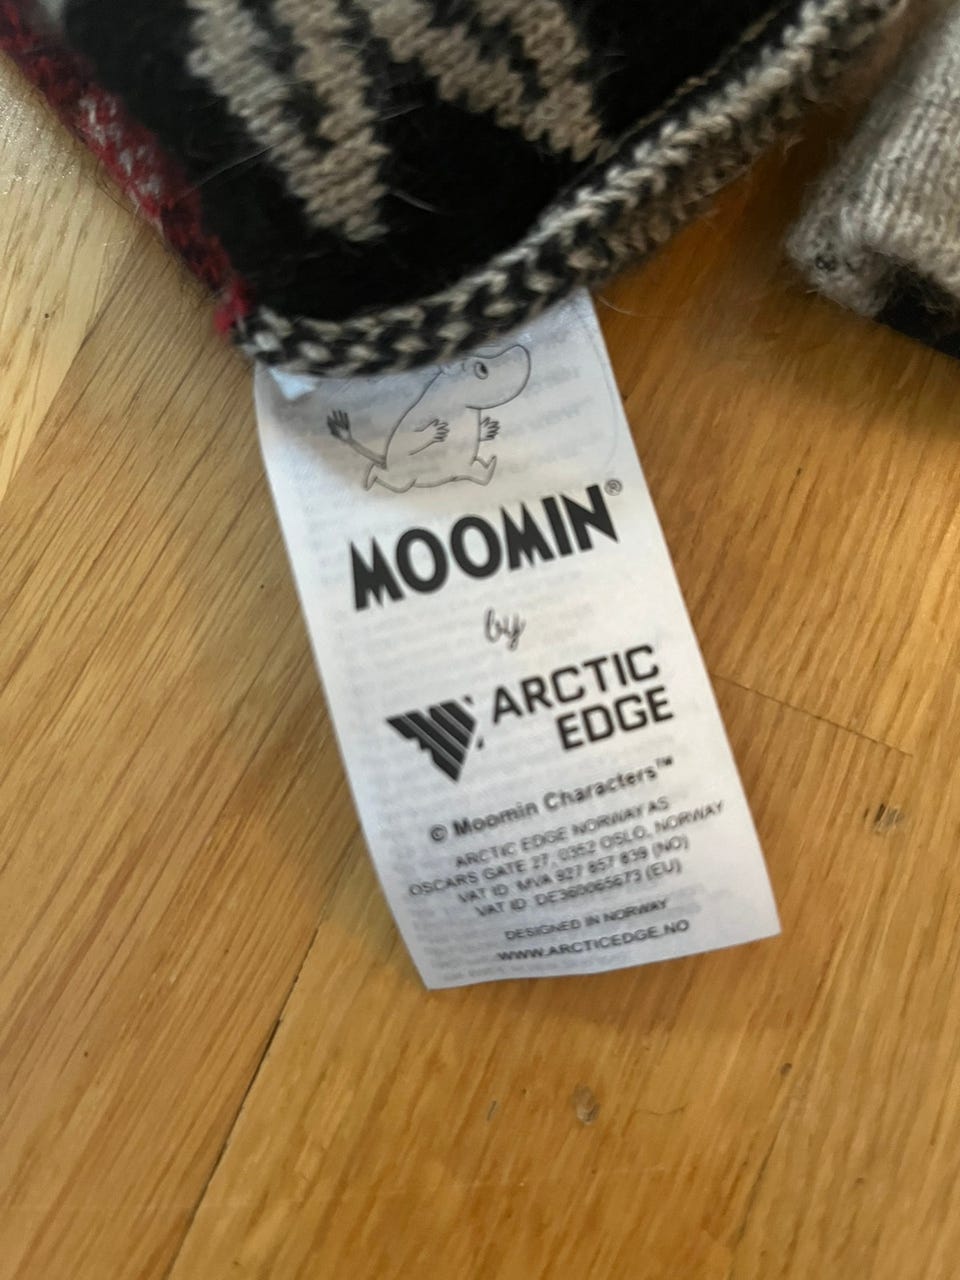 MOOMIN®
by
ARCTIC
EDGE
© Moomin Characters™
ARCTIC EDGE NORWAY AS
OSCARS GATE 27, 0352 OSLO, NORWAY
VAT ID: MVA 927 857 839 (NO)
VAT ID: DE360065673 (EU)
DESIGNED IN NORWAY
WWW.ARCTICEDGE.NO